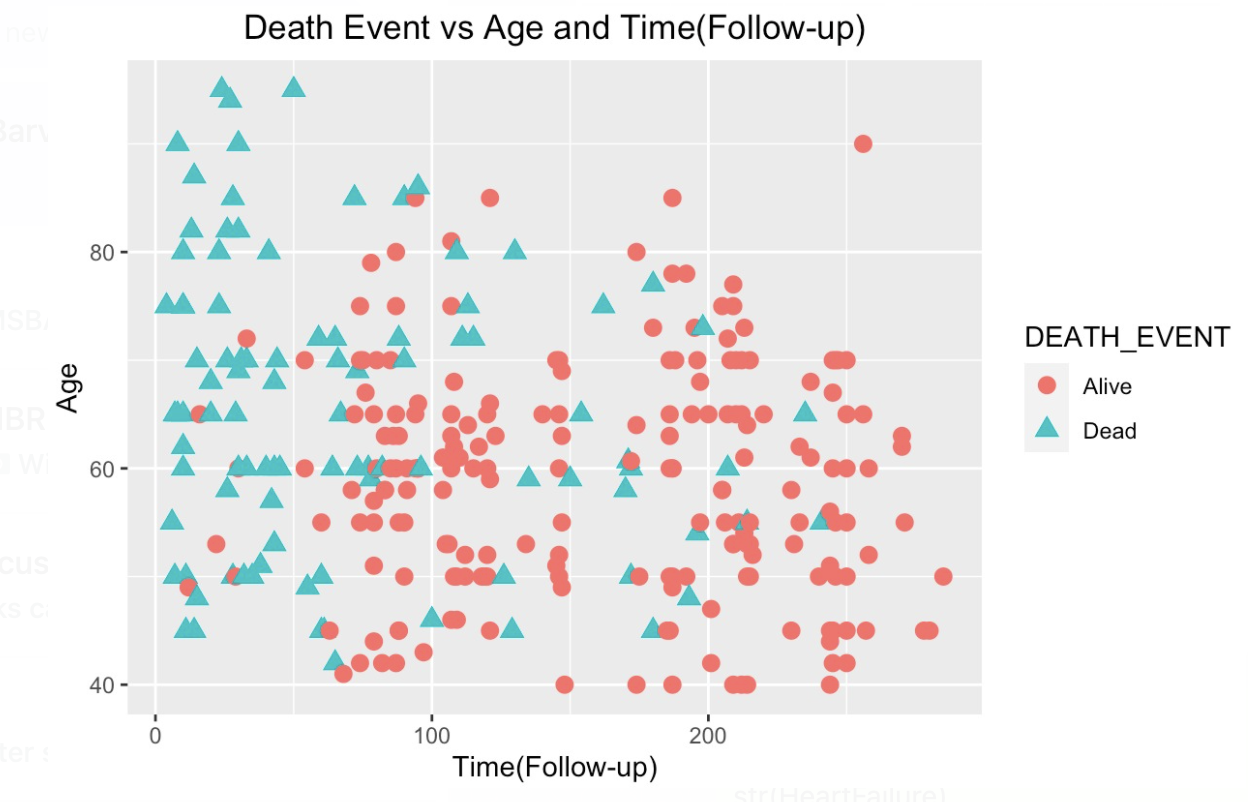 Death Event vs Age and Time(Follow-up)
80
60
40
Age
0
100
200
Time(Follow-up)
DEATH_EVENT
Alive
Dead
str(HeartFailure)